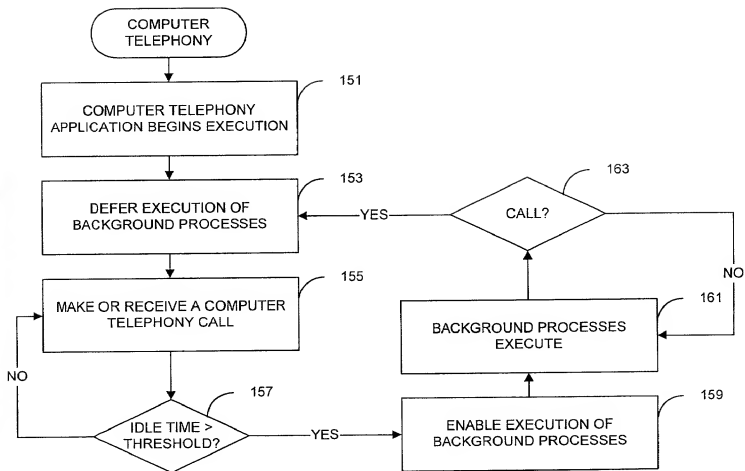 COMPUTER
TELEPHONY
151
COMPUTER TELEPHONY
APPLICATION BEGINS EXECUTION
153
DEFER EXECUTION OF
BACKGROUND PROCESSES
163
CALL?
YES
NO
155
MAKE OR RECEIVE A COMPUTER
TELEPHONY CALL
161
BACKGROUND PROCESSES
EXECUTE
NO
157
IDLE TIME >
THRESHOLD?
YES
159
ENABLE EXECUTION OF
BACKGROUND PROCESSES